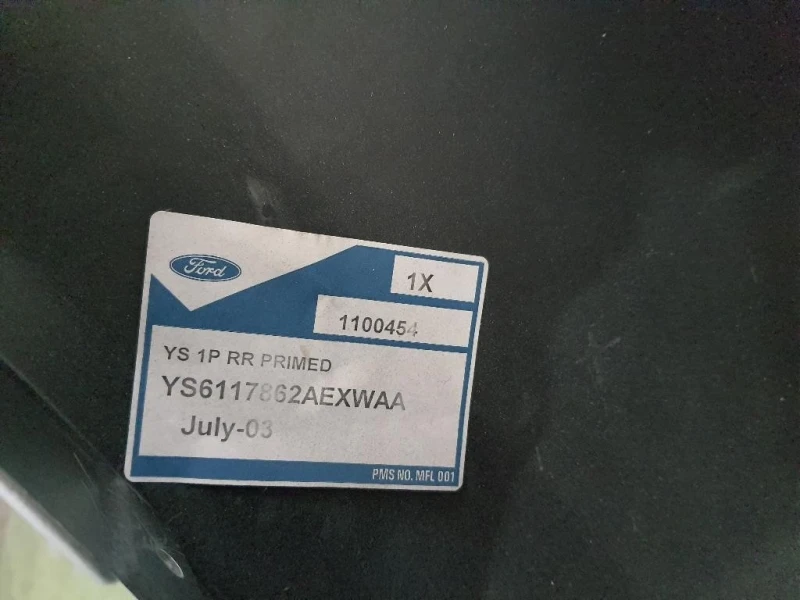 Ford
1X
1100454
YS 1P RR PRIMED
YS6117862AEXWAA
July-03
PMS NO. MFL 001